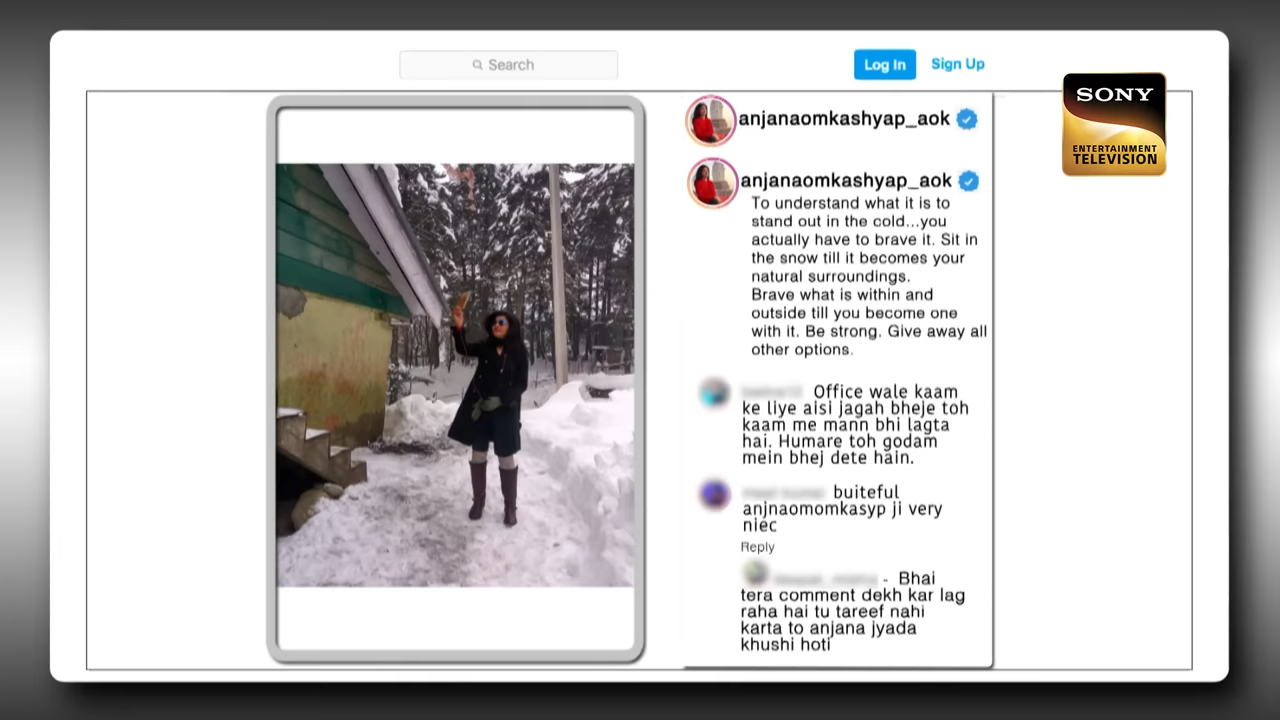 Search
Log In
Sign Up
SONY
ENTERTAINMENT
TELEVISION
anjanaomkashyap_aok
anjanaomkashyap_aok
To understand what it is to
stand out in the cold...you
actually have to brave it. Sit in
the snow till it becomes your
natural surroundings.
Brave what is within and
outside till you become one
with it. Be strong. Give away all
other options.
Office wale kaam
ke liye aisi jagah bheje toh
kaam me mann bhi lagta
hai. Humare toh godam
mein bhej dete hain.
buiteful
anjnaomomkasyp ji very
niec
Reply
- Bhai
tera comment dekh kar lag
raha hai tu tareef nahi
karta to anjana jyada
khushi hoti